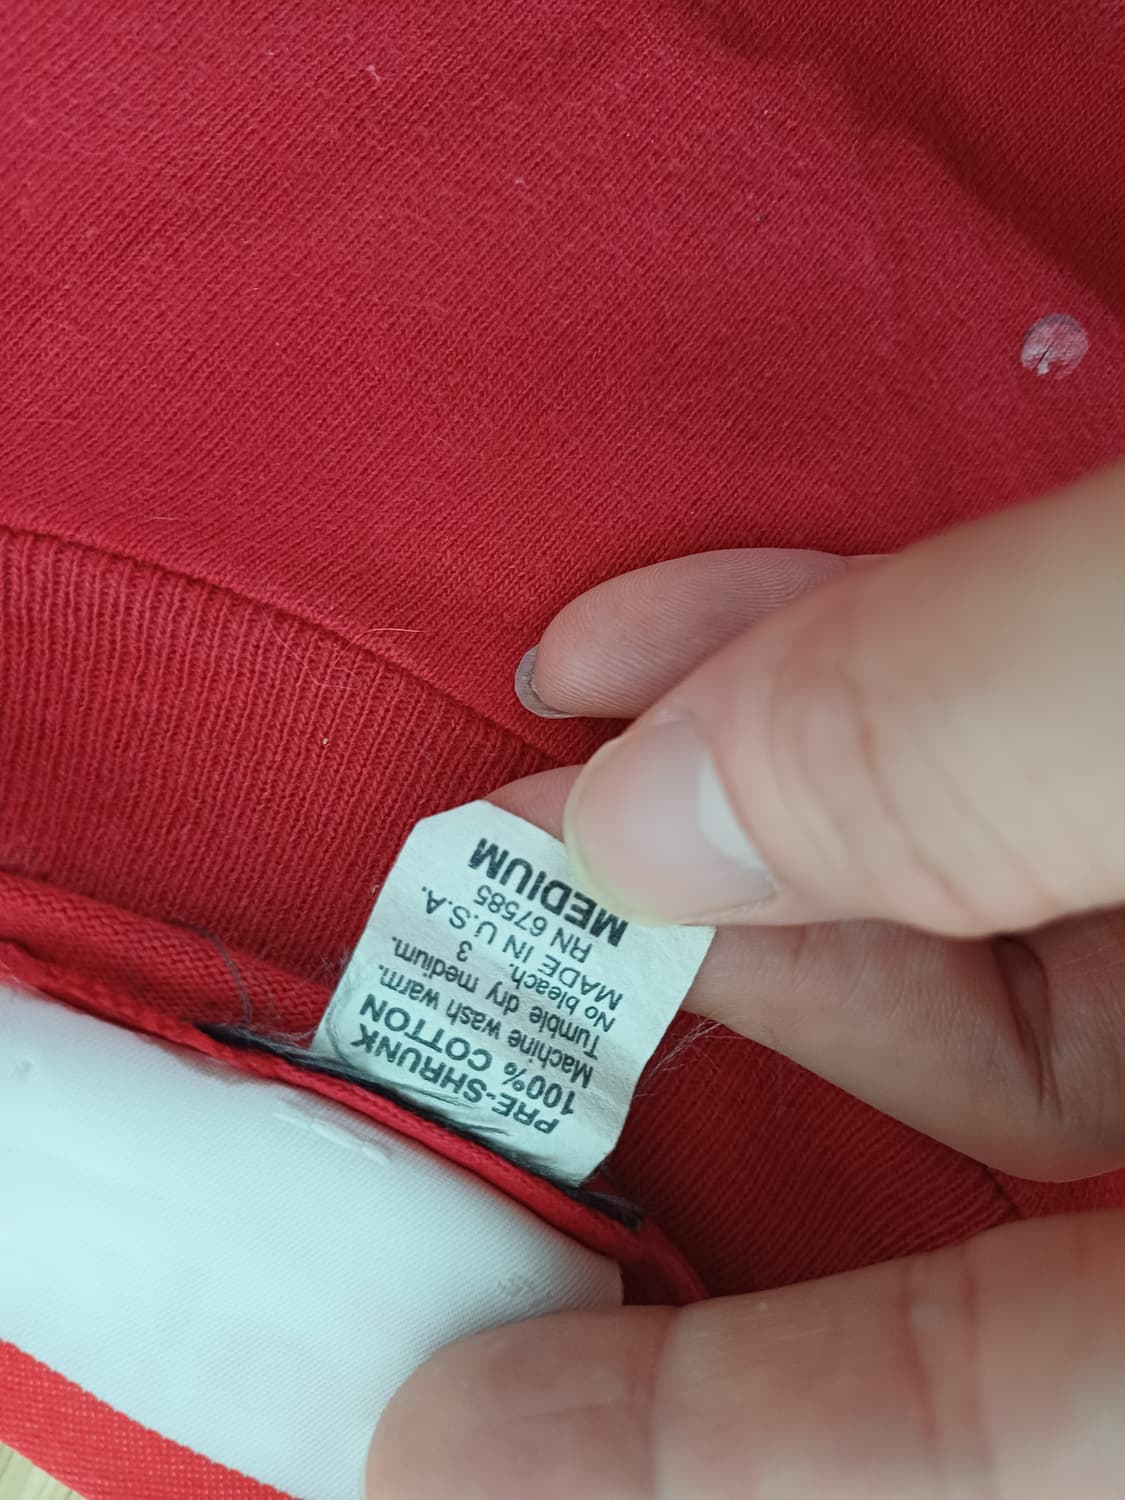 PRE-SHRUNK
100% COTTON
Machine wash warm.
Tumble dry medium.
No bleach. 3
MADE IN U.S.A.
RN 67585
MEDIUM